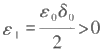 ε₁ = ε₀δ₀/2 > 0